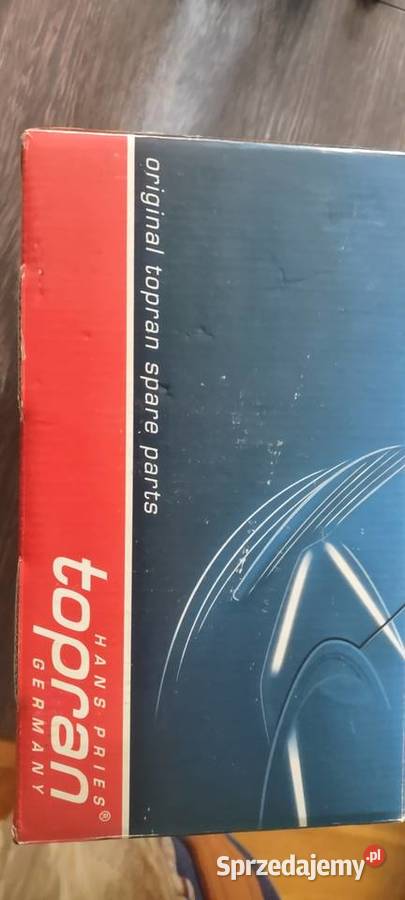 original topran spare parts
HANS PRIES®
topran
GERMANY
Sprzedajemy.pl